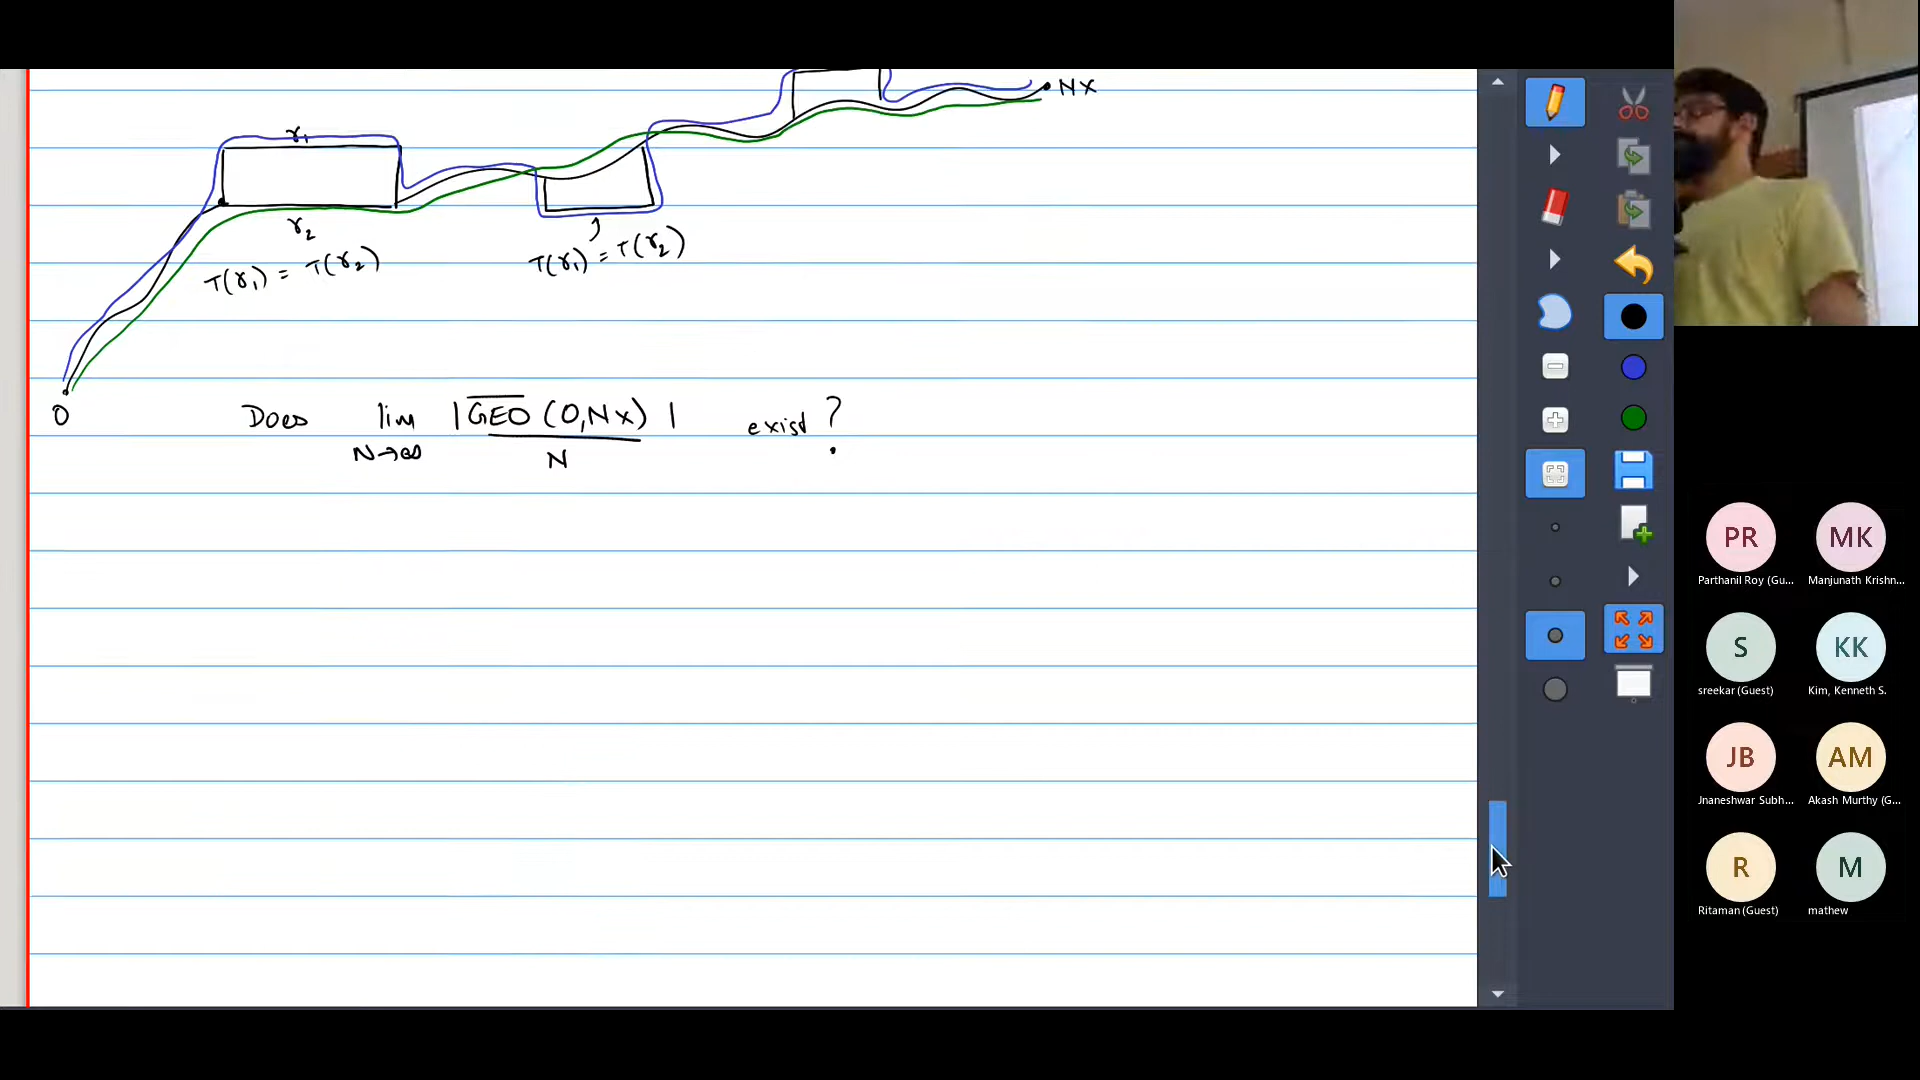 NX
γ₁
γ₂
T(γ₁) = T(γ₂)
T(γ₁) = T(γ₂)
0
Does lim N→∞ |GEO (0,NX)| / N exist?
PR
MK
Parthanil Roy (Gu...
Manjunath Krishn...
S
KK
sreekar (Guest)
Kim, Kenneth S.
JB
AM
Jnaneshwar Subh...
Akash Murthy (G...
R
M
Ritaman (Guest)
mathew